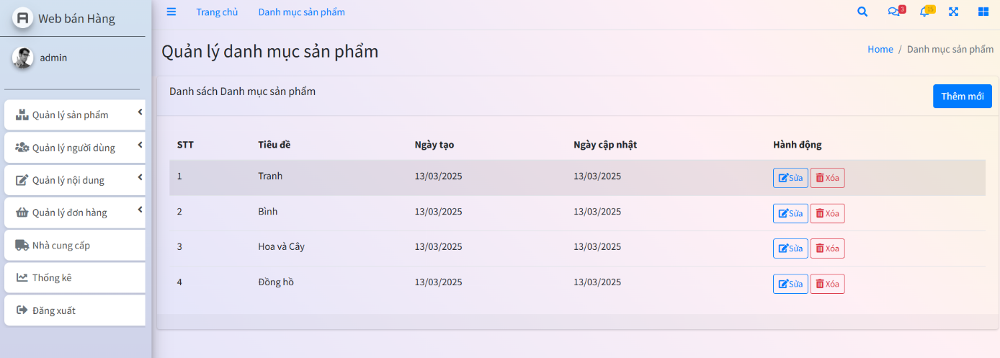 Web bán Hàng
Trang chủ Danh mục sản phẩm 3 15
admin
Quản lý danh mục sản phẩm
Home / Danh mục sản phẩm
Danh sách Danh mục sản phẩm
Thêm mới
Quản lý sản phẩm
Quản lý người dùng
Quản lý nội dung
Quản lý đơn hàng
Nhà cung cấp
Thống kê
Đăng xuất
STT Tiêu đề Ngày tạo Ngày cập nhật Hành động
1 Tranh 13/03/2025 13/03/2025 Sửa Xóa
2 Bình 13/03/2025 13/03/2025 Sửa Xóa
3 Hoa và Cây 13/03/2025 13/03/2025 Sửa Xóa
4 Đồng hồ 13/03/2025 13/03/2025 Sửa Xóa